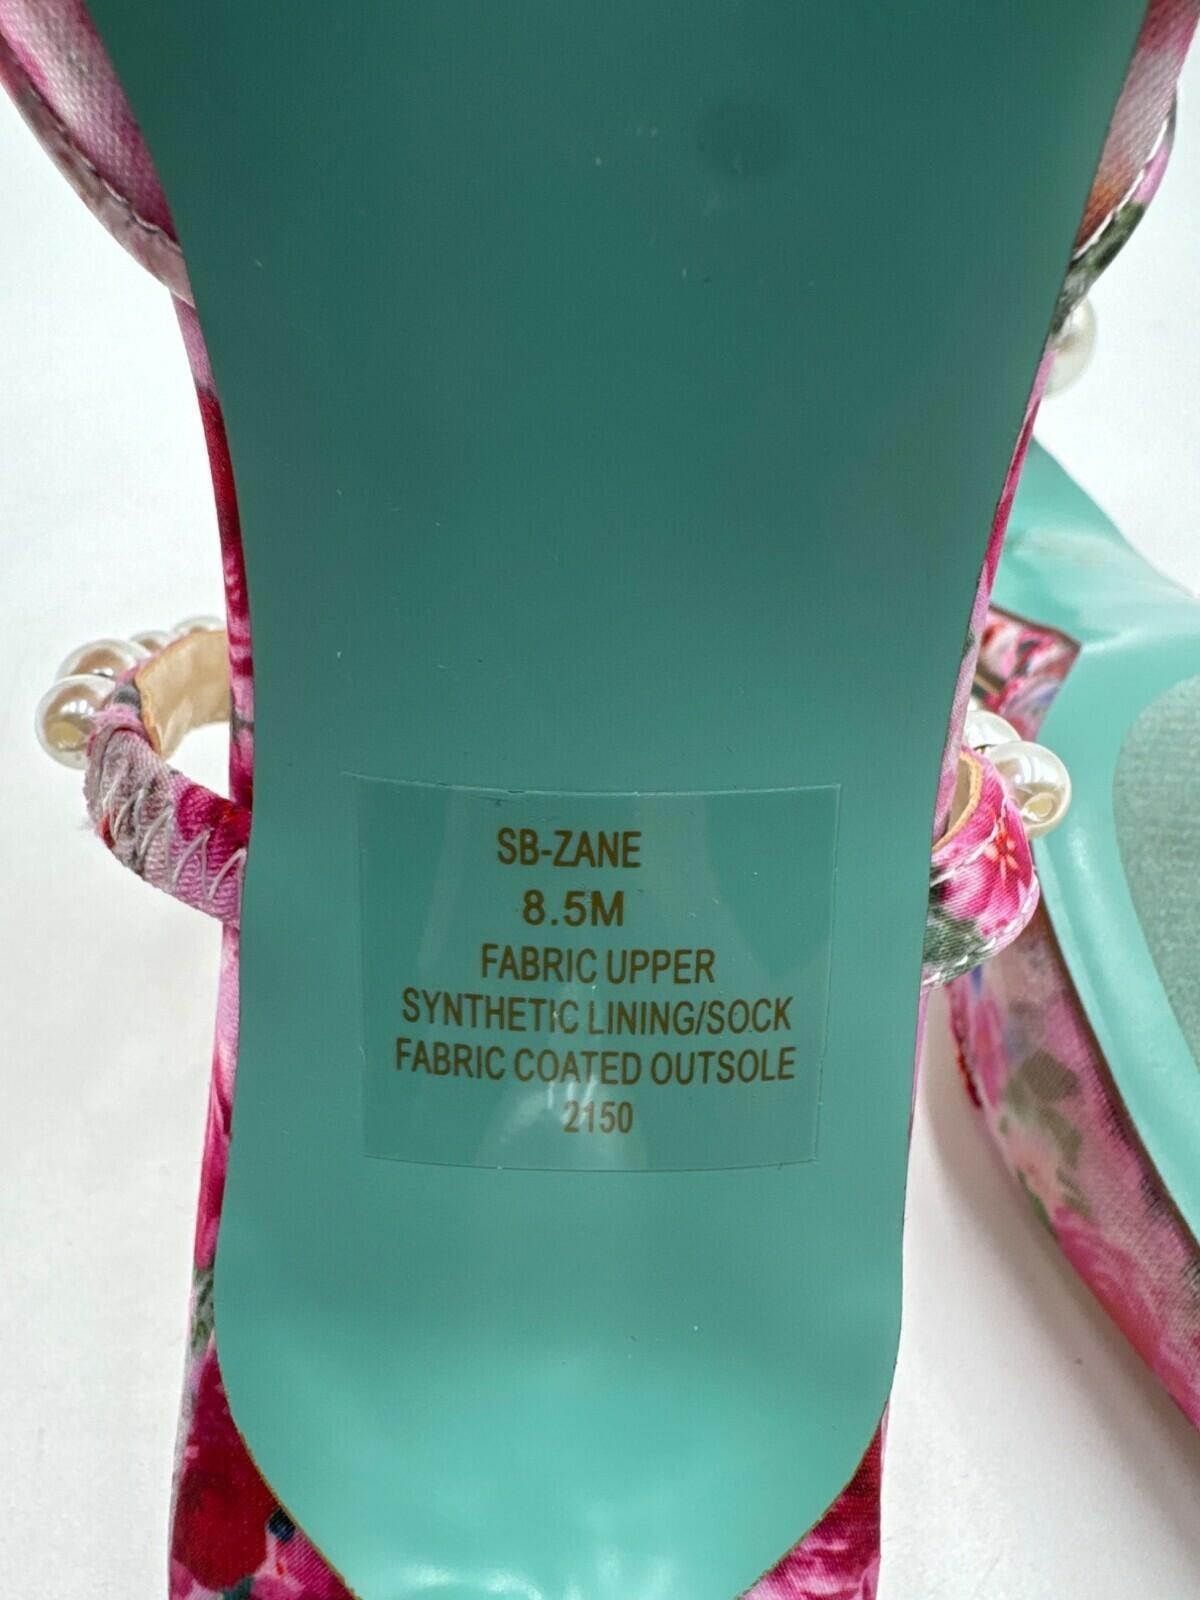 SB-ZANE
8.5M
FABRIC UPPER
SYNTHETIC LINING/SOCK
FABRIC COATED OUTSOLE
2150